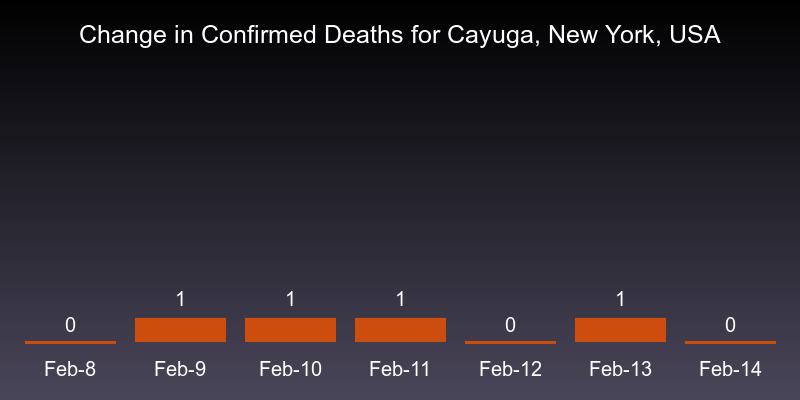 Change in Confirmed Deaths for Cayuga, New York, USA
0 1 1 1 0 1 0
Feb-8 Feb-9 Feb-10 Feb-11 Feb-12 Feb-13 Feb-14